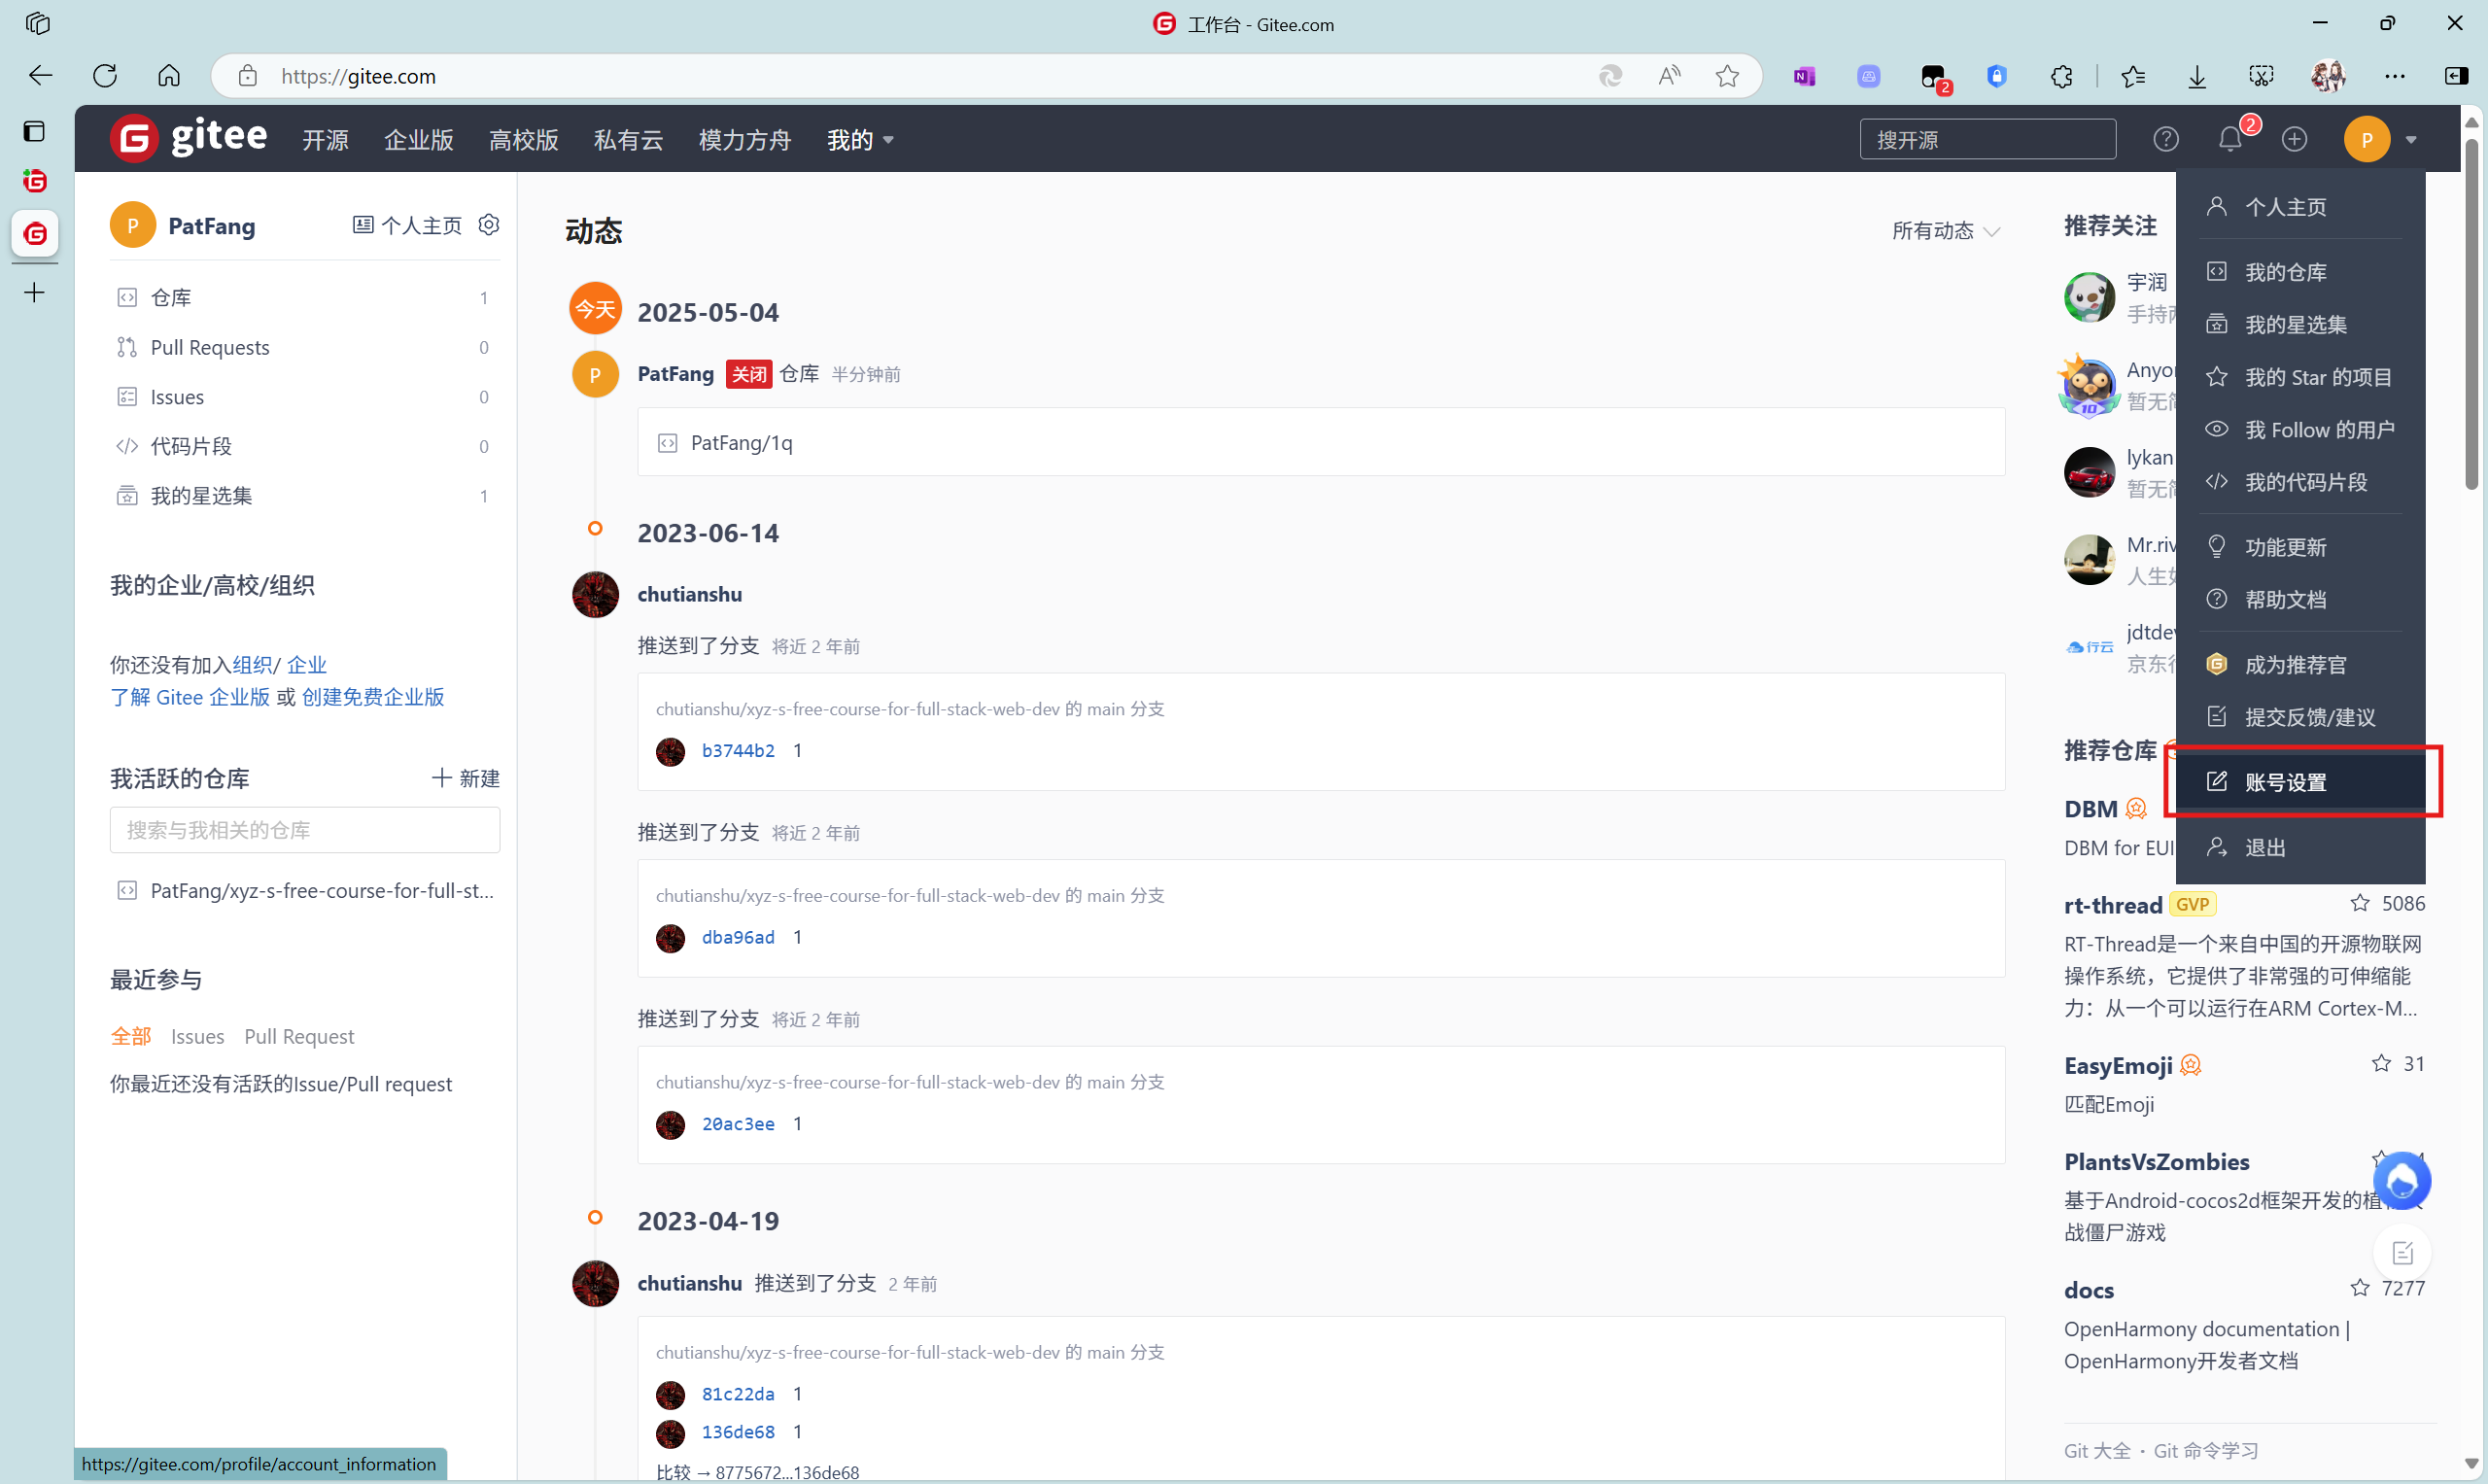 工作台 - Gitee.com
https://gitee.com
2
gitee
开源
企业版
高校版
私有云
模力方舟
我的
搜开源
2
P
P
PatFang
个人主页
仓库 1
Pull Requests 0
Issues 0
代码片段 0
我的星选集 1
我的企业/高校/组织
你还没有加入组织/ 企业
了解 Gitee 企业版 或 创建免费企业版
我活跃的仓库
新建
搜索与我相关的仓库
PatFang/xyz-s-free-course-for-full-st...
最近参与
全部 Issues Pull Request
你最近还没有活跃的Issue/Pull request
动态
所有动态
今天
2025-05-04
P
PatFang 关闭 仓库 半分钟前
PatFang/1q
2023-06-14
chutianshu
推送到了分支 将近 2 年前
chutianshu/xyz-s-free-course-for-full-stack-web-dev 的 main 分支
b3744b2 1
推送到了分支 将近 2 年前
chutianshu/xyz-s-free-course-for-full-stack-web-dev 的 main 分支
dba96ad 1
推送到了分支 将近 2 年前
chutianshu/xyz-s-free-course-for-full-stack-web-dev 的 main 分支
20ac3ee 1
2023-04-19
chutianshu 推送到了分支 2 年前
chutianshu/xyz-s-free-course-for-full-stack-web-dev 的 main 分支
81c22da 1
136de68 1
比较 → 8775672...136de68
推荐关注
宇润
手持
Anyo
10
暂无
lykan
暂无
Mr.riv
人生
行云
jdtde
京东
推荐仓库
DBM
DBM for EUI
rt-thread GVP 5086
RT-Thread是一个来自中国的开源物联网
操作系统，它提供了非常强的可伸缩能
力：从一个可以运行在ARM Cortex-M...
EasyEmoji 31
匹配Emoji
PlantsVsZombies
基于Android-cocos2d框架开发的植
战僵尸游戏
docs 7277
OpenHarmony documentation |
OpenHarmony开发者文档
Git 大全 · Git 命令学习
个人主页
我的仓库
我的星选集
我的 Star 的项目
我 Follow 的用户
我的代码片段
功能更新
帮助文档
成为推荐官
提交反馈/建议
账号设置
退出
https://gitee.com/profile/account_information